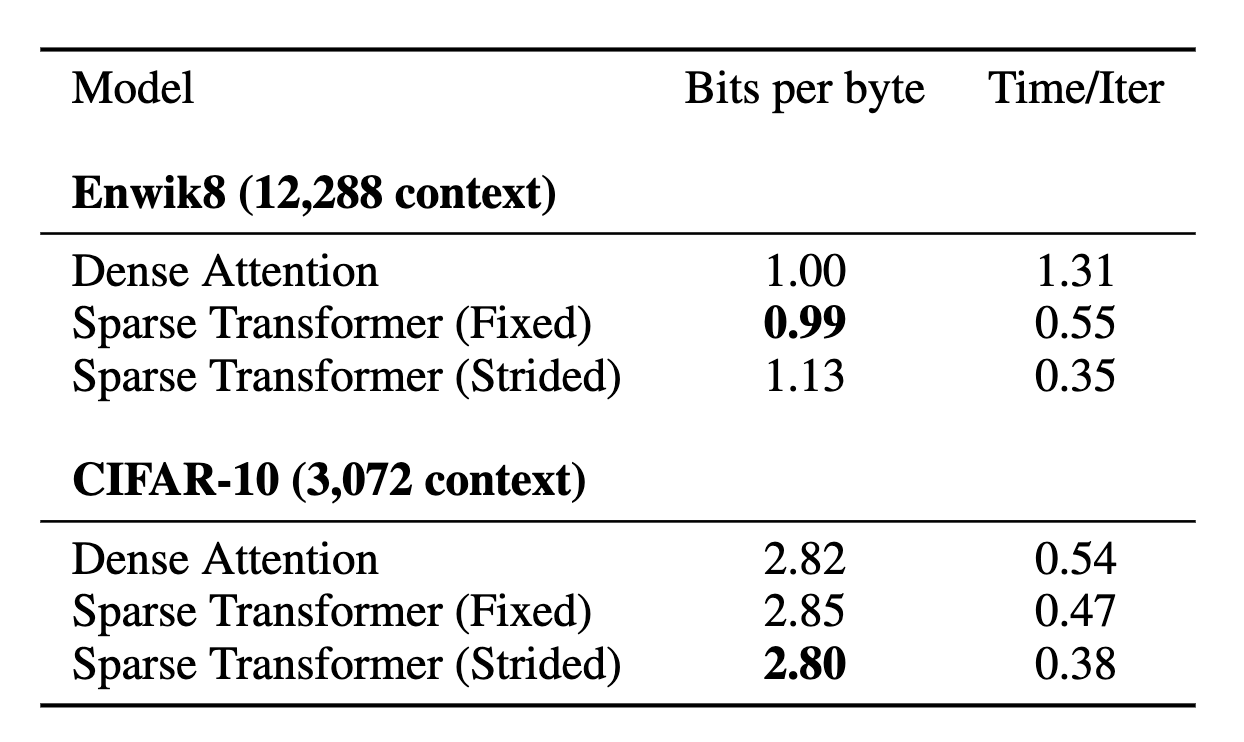 Model Bits per byte Time/Iter
Enwik8 (12,288 context)
Dense Attention 1.00 1.31
Sparse Transformer (Fixed) 0.99 0.55
Sparse Transformer (Strided) 1.13 0.35
CIFAR-10 (3,072 context)
Dense Attention 2.82 0.54
Sparse Transformer (Fixed) 2.85 0.47
Sparse Transformer (Strided) 2.80 0.38